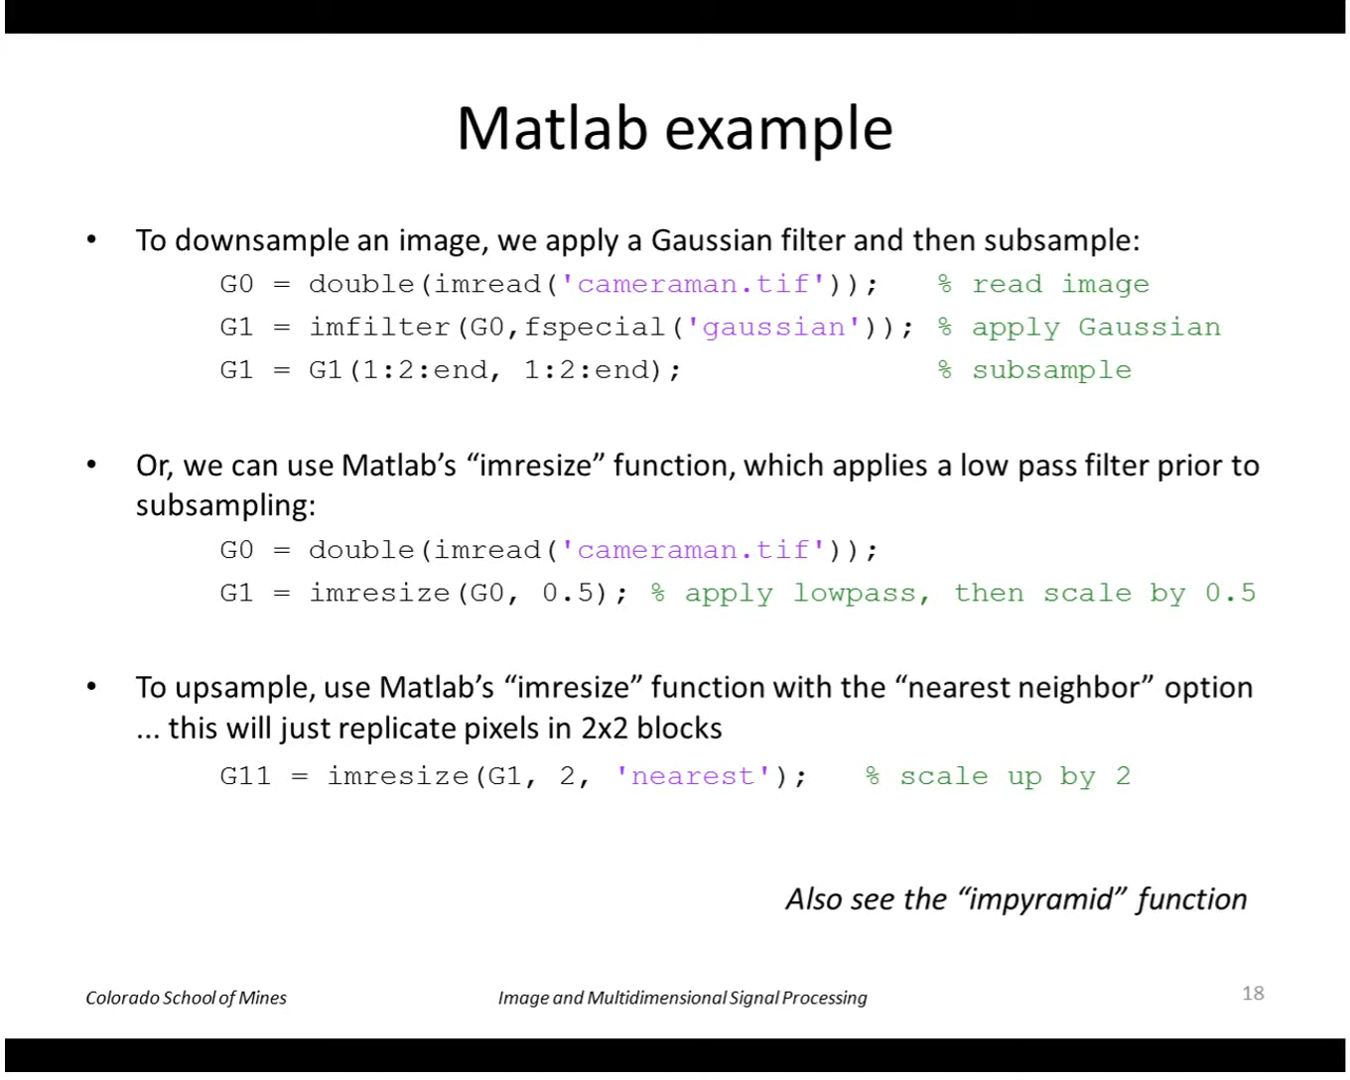 Matlab example
• To downsample an image, we apply a Gaussian filter and then subsample:
G0 = double(imread('cameraman.tif')); % read image
G1 = imfilter(G0,fspecial('gaussian')); % apply Gaussian
G1 = G1(1:2:end, 1:2:end); % subsample
• Or, we can use Matlab’s “imresize” function, which applies a low pass filter prior to
subsampling:
G0 = double(imread('cameraman.tif'));
G1 = imresize(G0, 0.5); % apply lowpass, then scale by 0.5
• To upsample, use Matlab’s “imresize” function with the “nearest neighbor” option
... this will just replicate pixels in 2x2 blocks
G11 = imresize(G1, 2, 'nearest'); % scale up by 2
Also see the “impyramid” function
Colorado School of Mines
Image and Multidimensional Signal Processing
18